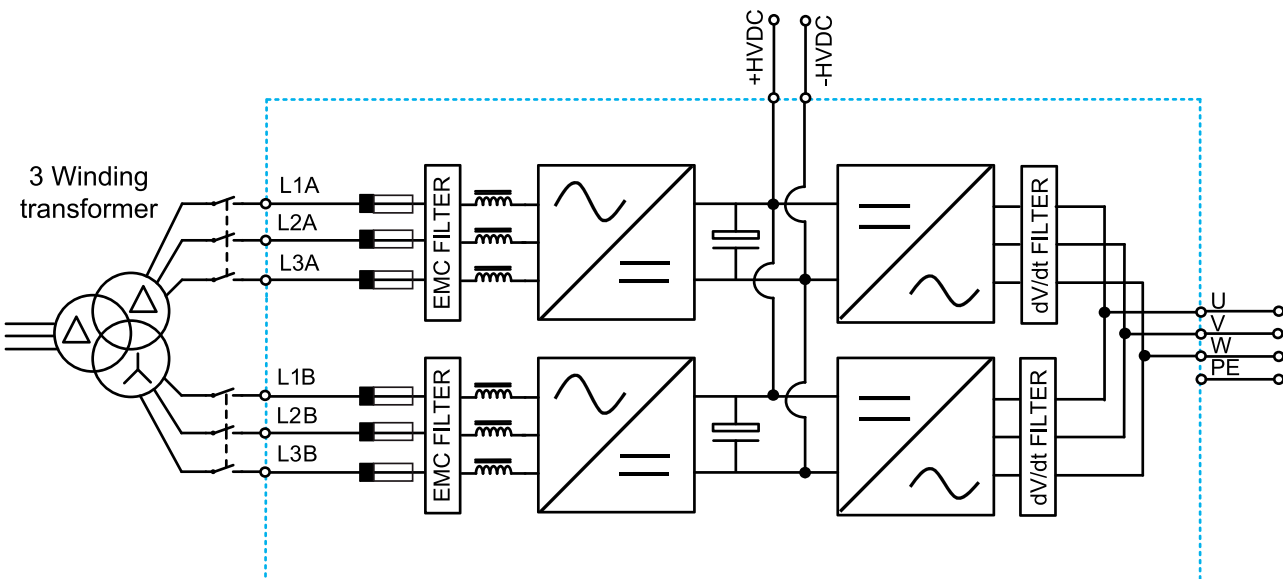 +HVDC
-HVDC
3 Winding
transformer
L1A
L2A
L3A
EMC FILTER
dV/dt FILTER
U
V
W
PE
L1B
L2B
L3B
EMC FILTER
dV/dt FILTER